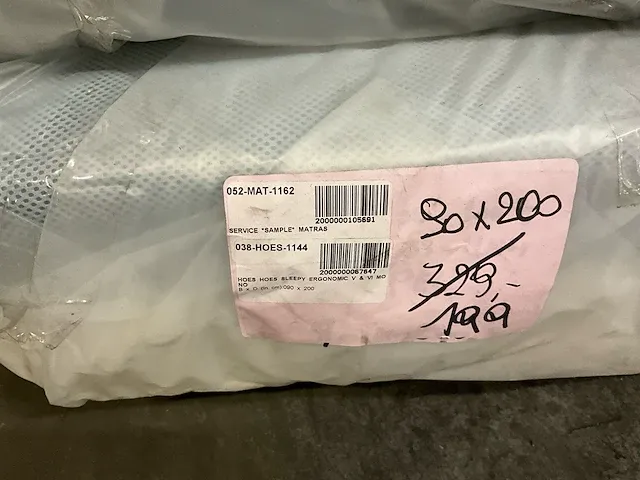 052-MAT-1162
2000000105691
SERVICE "SAMPLE" MATRAS
038-HOES-1144
2000000067647
HOES HOES SLEEPY ERGONOMIC V & VI MO
NO
B x D (in cm) 090 x 200
90 x 200
329,-
199